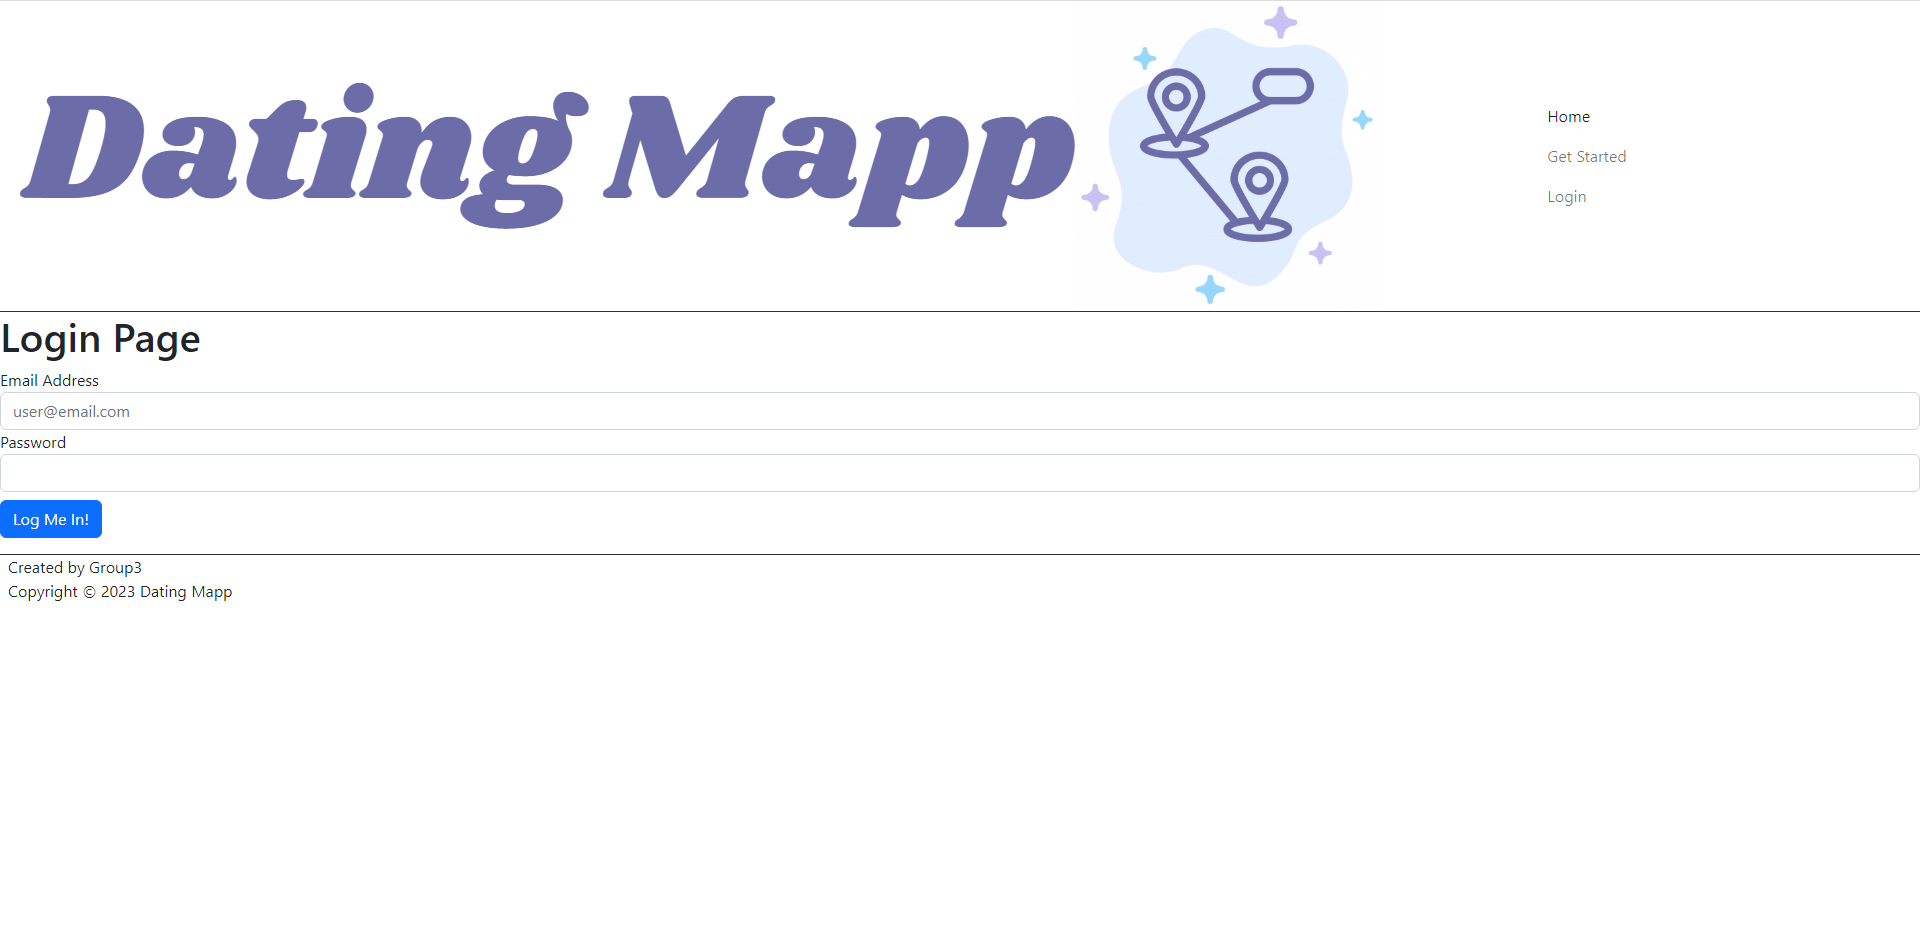 Dating Mapp
Home
Get Started
Login
Login Page
Email Address
user@email.com
Password
Log Me In!
Created by Group3
Copyright © 2023 Dating Mapp